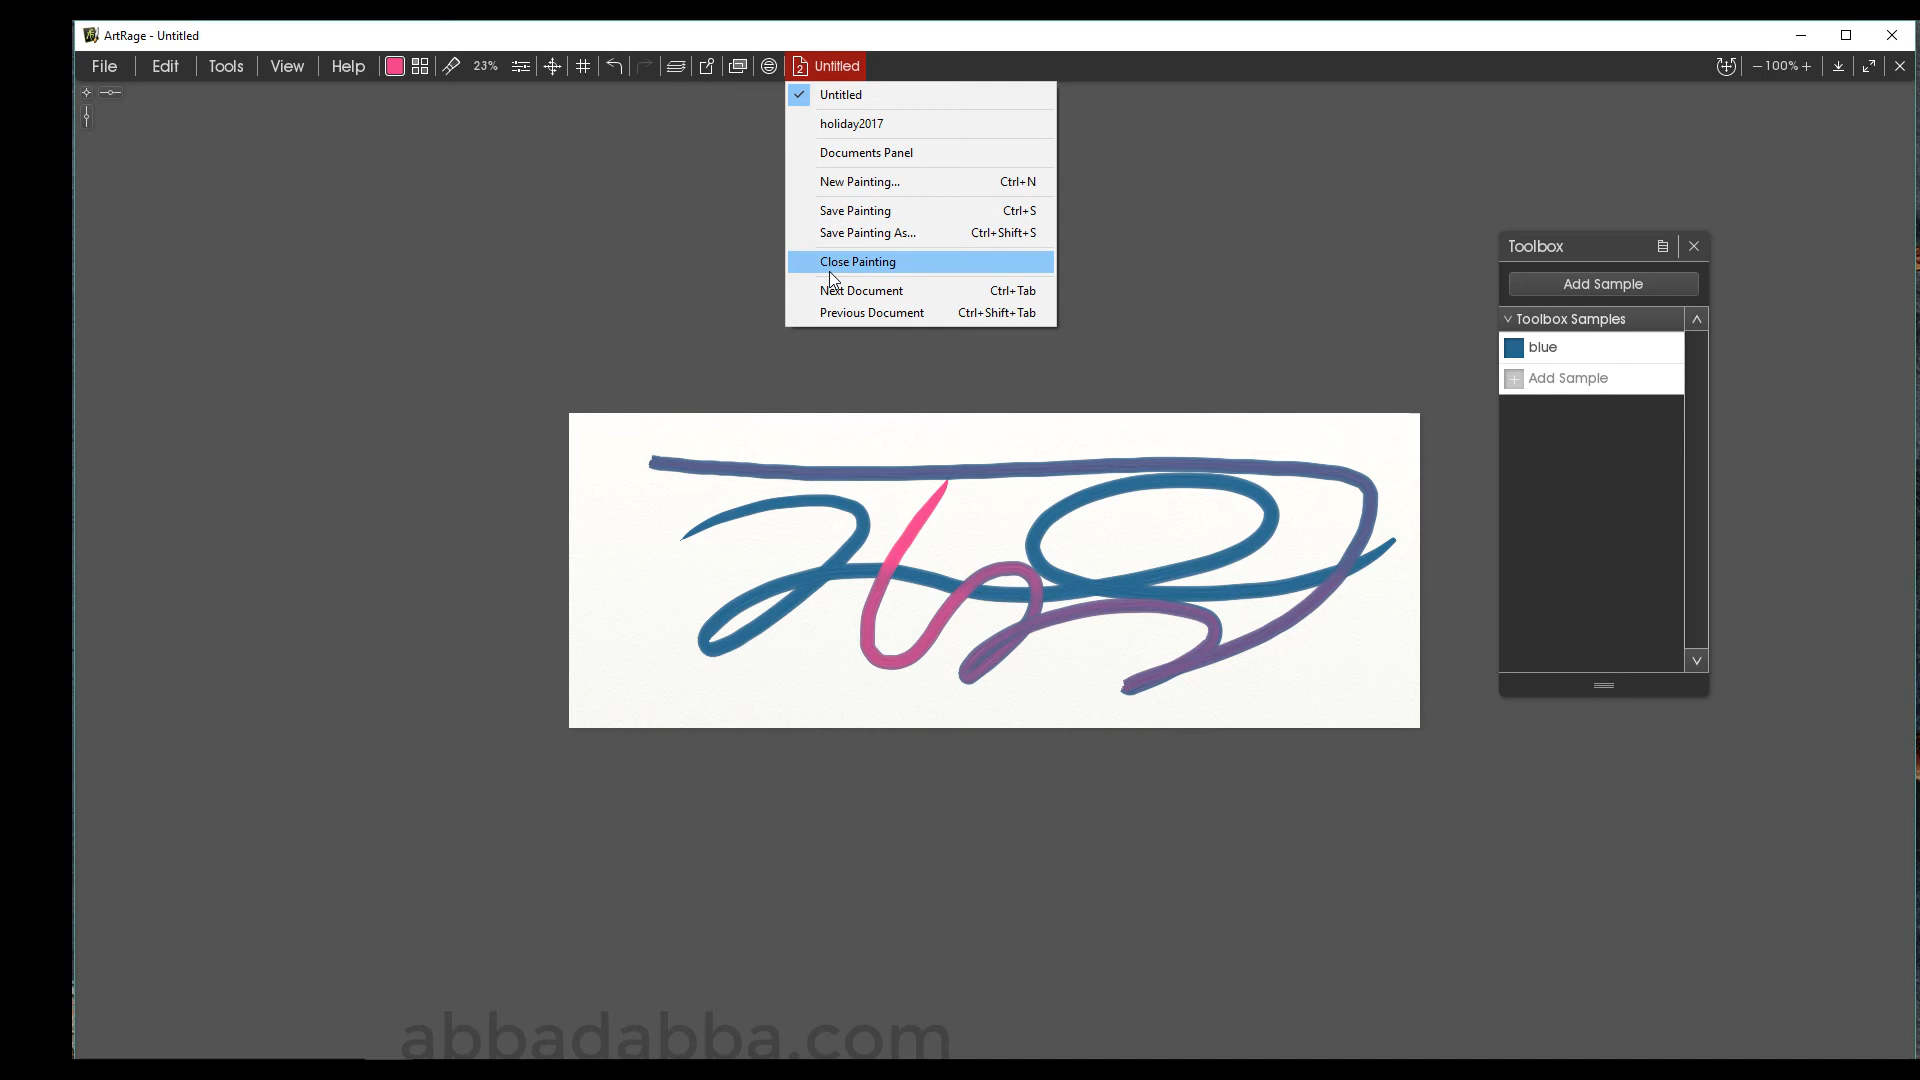 ArtRage - Untitled
File Edit Tools View Help 23% 2 Untitled 100%
Untitled
holiday2017
Documents Panel
New Painting... Ctrl+N
Save Painting Ctrl+S
Save Painting As... Ctrl+Shift+S
Close Painting
Next Document Ctrl+Tab
Previous Document Ctrl+Shift+Tab
Toolbox
Add Sample
Toolbox Samples
blue
Add Sample
abbadabba.com